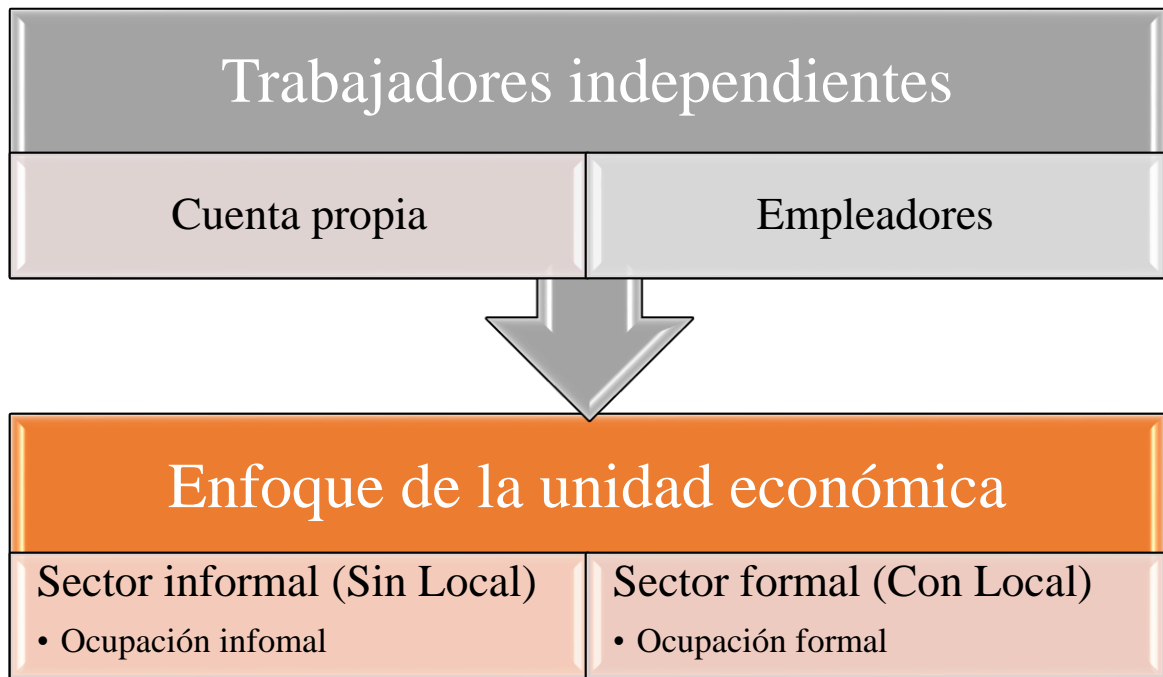 Trabajadores independientes
Cuenta propia
Empleadores
Enfoque de la unidad económica
Sector informal (Sin Local)
• Ocupación infomal
Sector formal (Con Local)
• Ocupación formal